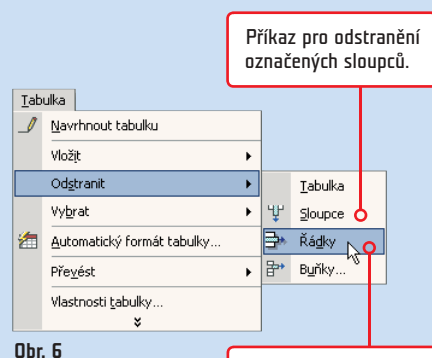 Příkaz pro odstranění
označených sloupců.
Tabulka
Navrhnout tabulku
Vložit
Odstranit
Vybrat
Automatický formát tabulky...
Převést
Vlastnosti tabulky...
Tabulka
Sloupce
Řádky
Buňky...
Obr. 6